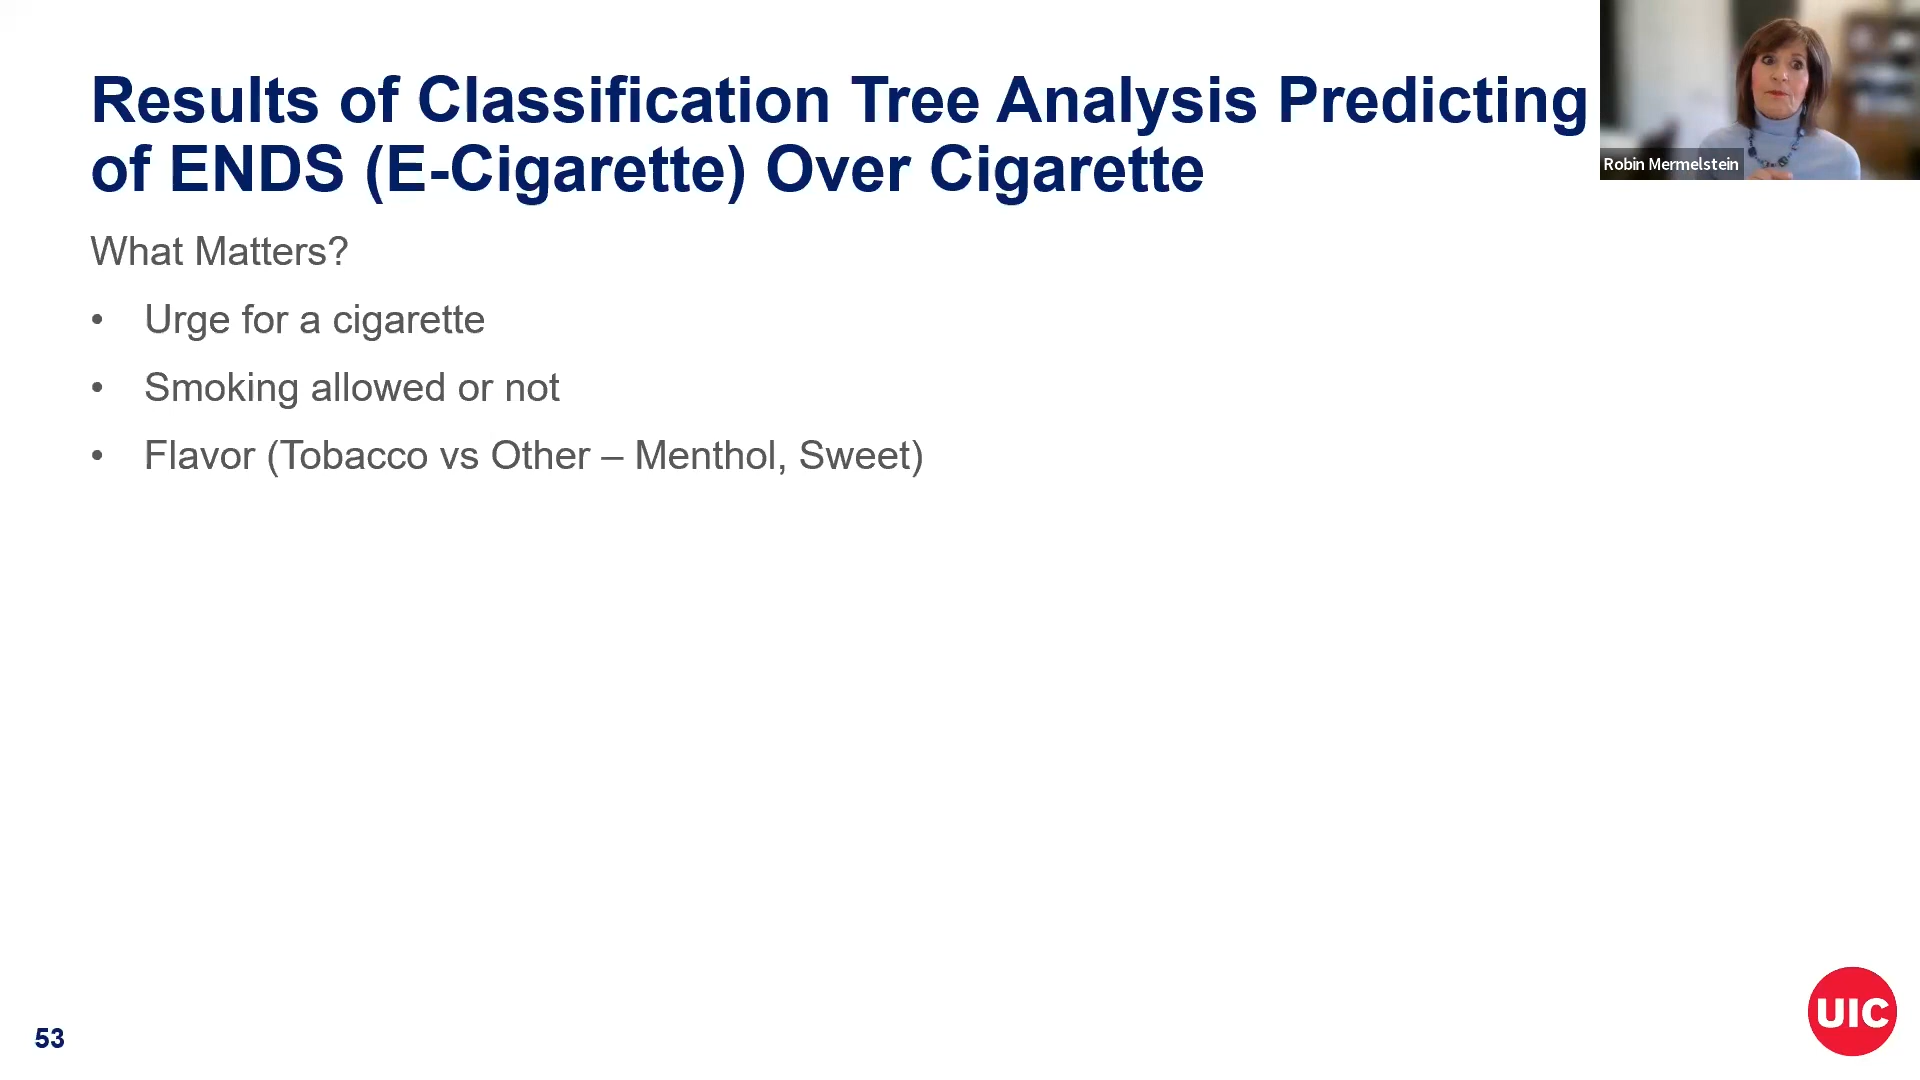 Results of Classification Tree Analysis Predicting
of ENDS (E-Cigarette) Over Cigarette
Robin Mermelstein
What Matters?
• Urge for a cigarette
• Smoking allowed or not
• Flavor (Tobacco vs Other – Menthol, Sweet)
UIC
53